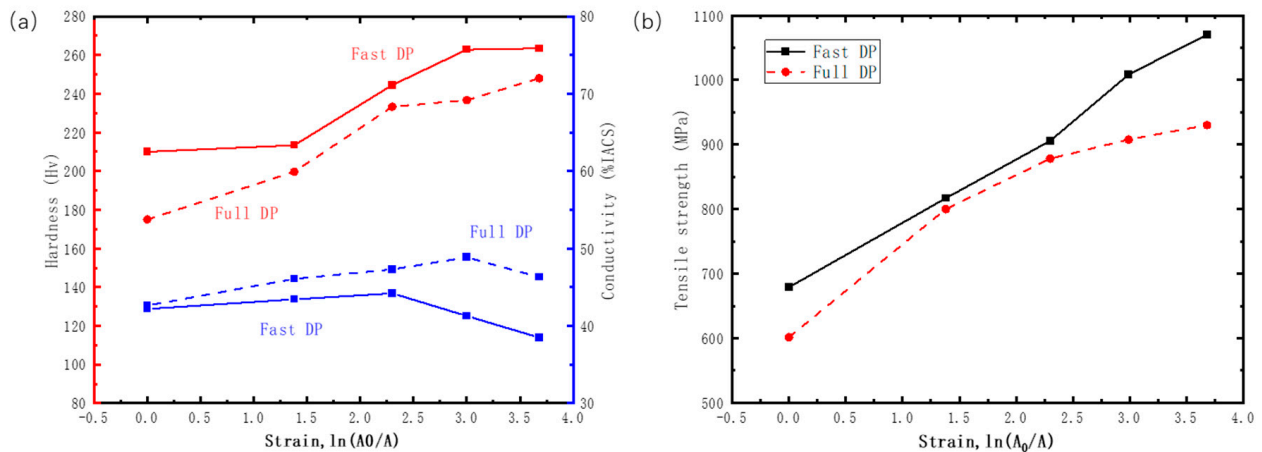 (a)
280
260
240
220
200
180
160
140
120
100
80
Hardness (Hv)
80
70
60
50
40
30
Conductivity (%IACS)
Fast DP
Full DP
Full DP
Fast DP
-0.5 0.0 0.5 1.0 1.5 2.0 2.5 3.0 3.5 4.0
Strain,ln(A0/A)
(b)
1100
1000
900
800
700
600
500
Tensile strength (MPa)
Fast DP
Full DP
-0.5 0.0 0.5 1.0 1.5 2.0 2.5 3.0 3.5 4.0
Strain,ln(A₀/A)